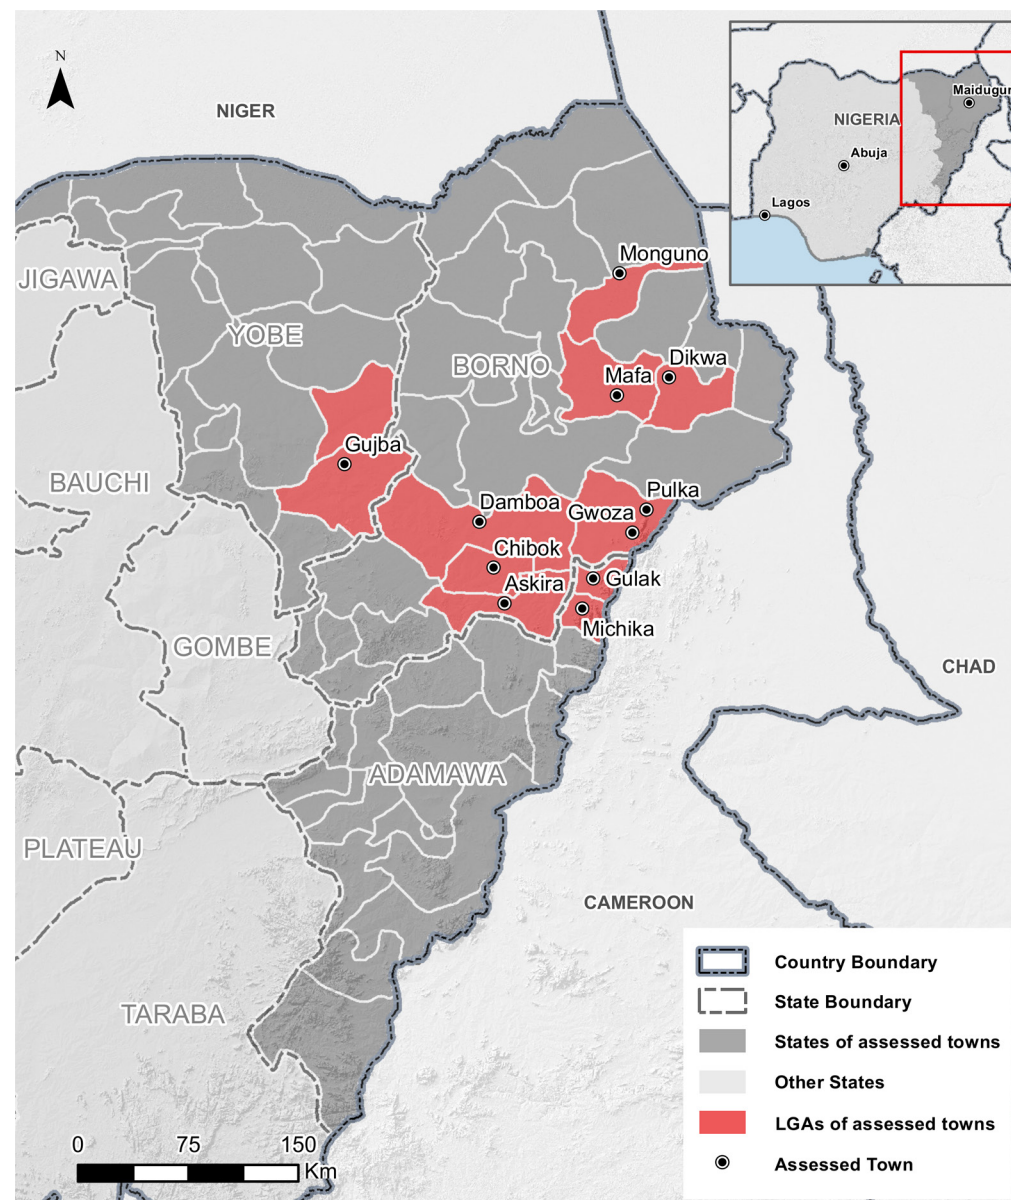 N
NIGER
Maidugur
NIGERIA
Abuja
Lagos
JIGAWA
Monguno
YOBE
BORNO
Dikwa
Mafa
Gujba
BAUCHI
Pulka
Damboa
Gwoza
Chibok
Askira
Gulak
Michika
GOMBE
CHAD
ADAMAWA
PLATEAU
CAMEROON
TARABA
Country Boundary
State Boundary
States of assessed towns
Other States
LGAs of assessed towns
Assessed Town
0 75 150
Km